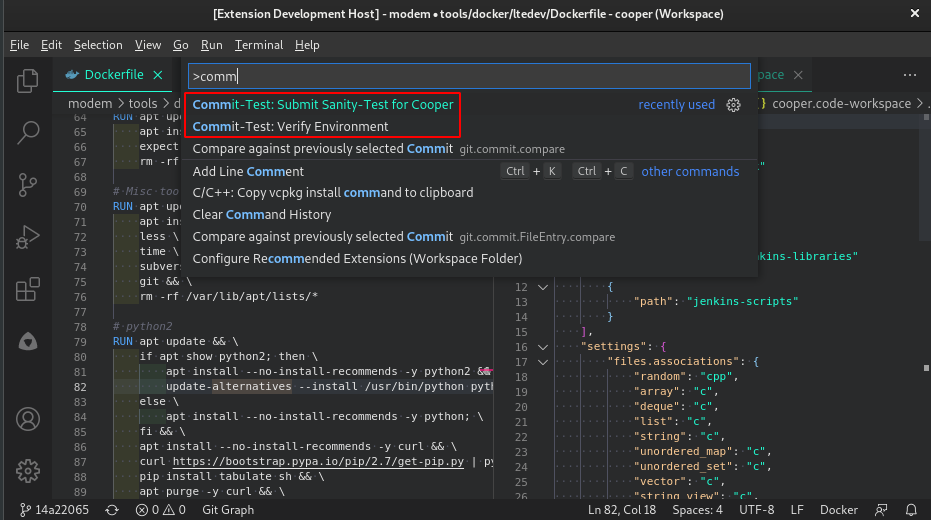 [Extension Development Host] - modem • tools/docker/ltedev/Dockerfile - cooper (Workspace)
File Edit Selection View Go Run Terminal Help
Dockerfile
>comm
modem > tools > d
cooper.code-workspace >
Commit-Test: Submit Sanity-Test for Cooper recently used
Commit-Test: Verify Environment
Compare against previously selected Commit git.commit.compare
Add Line Comment Ctrl + K Ctrl + C other commands
C/C++: Copy vcpkg install command to clipboard
Clear Command History
Compare against previously selected Commit git.commit.FileEntry.compare
Configure Recommended Extensions (Workspace Folder)
64 RUN apt upd
65 apt ins
66 expect
67 rm -rf
68
69 # Misc too
70 RUN apt upd
71 apt ins
72 less \
73 time \
74 subvers
75 git && \
76 rm -rf /var/lib/apt/lists/*
77
78 # python2
79 RUN apt update && \
80 if apt show python2; then \
81 apt install --no-install-recommends -y python2 &&
82 update-alternatives --install /usr/bin/python pyth
83 else \
84 apt install --no-install-recommends -y python; \
85 fi && \
86 apt install --no-install-recommends -y curl && \
87 curl https://bootstrap.pypa.io/pip/2.7/get-pip.py | py
88 pip install tabulate sh && \
89 apt purge -y curl && \
kins-libraries"
12 {
13 "path": "jenkins-scripts"
14 }
15 ],
16 "settings": {
17 "files.associations": {
18 "random": "cpp",
19 "array": "c",
20 "deque": "c",
21 "list": "c",
22 "string": "c",
23 "unordered_map": "c",
24 "unordered_set": "c",
25 "vector": "c",
26 "string_view": "c",
14a22065 0 0 Git Graph Ln 82, Col 18 Spaces: 4 UTF-8 LF Docker